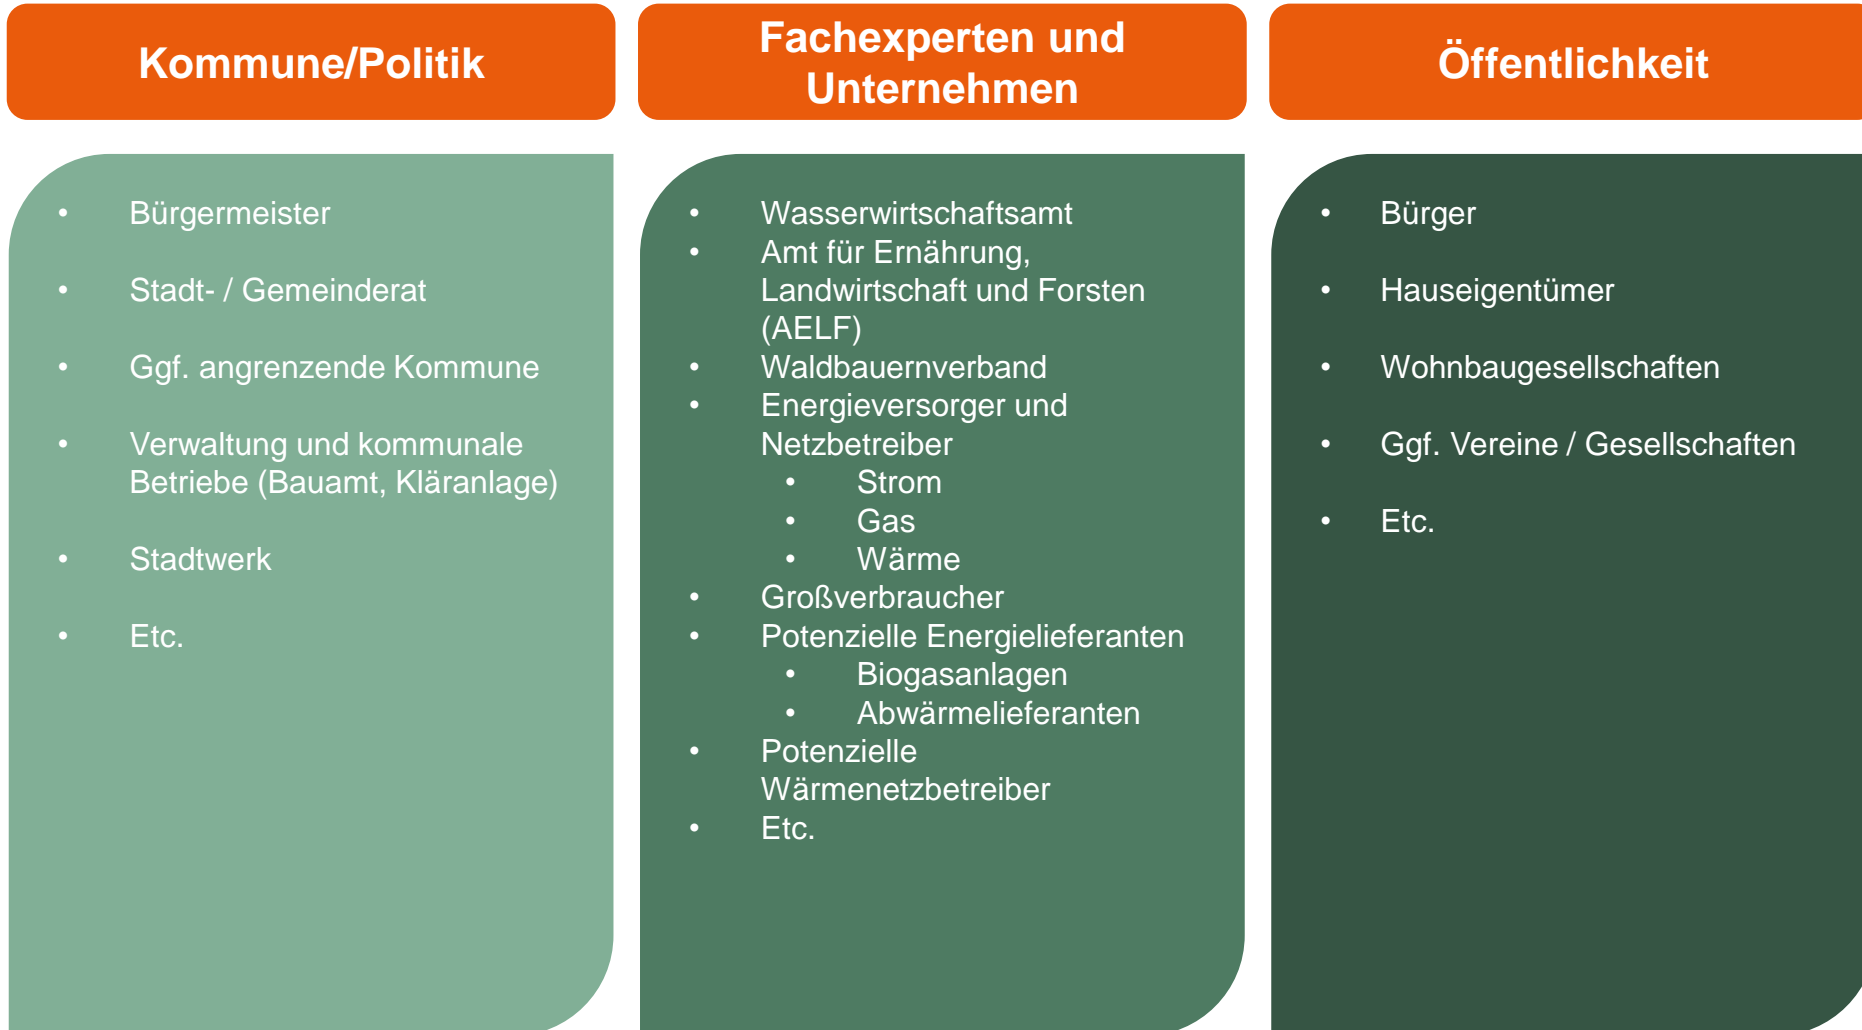 Kommune/Politik
• Bürgermeister
• Stadt- / Gemeinderat
• Ggf. angrenzende Kommune
• Verwaltung und kommunale
Betriebe (Bauamt, Kläranlage)
• Stadtwerk
• Etc.
Fachexperten und
Unternehmen
• Wasserwirtschaftsamt
• Amt für Ernährung,
Landwirtschaft und Forsten
(AELF)
• Waldbauernverband
• Energieversorger und
Netzbetreiber
• Strom
• Gas
• Wärme
• Großverbraucher
• Potenzielle Energielieferanten
• Biogasanlagen
• Abwärmelieferanten
• Potenzielle
Wärmenetzbetreiber
• Etc.
Öffentlichkeit
• Bürger
• Hauseigentümer
• Wohnbaugesellschaften
• Ggf. Vereine / Gesellschaften
• Etc.